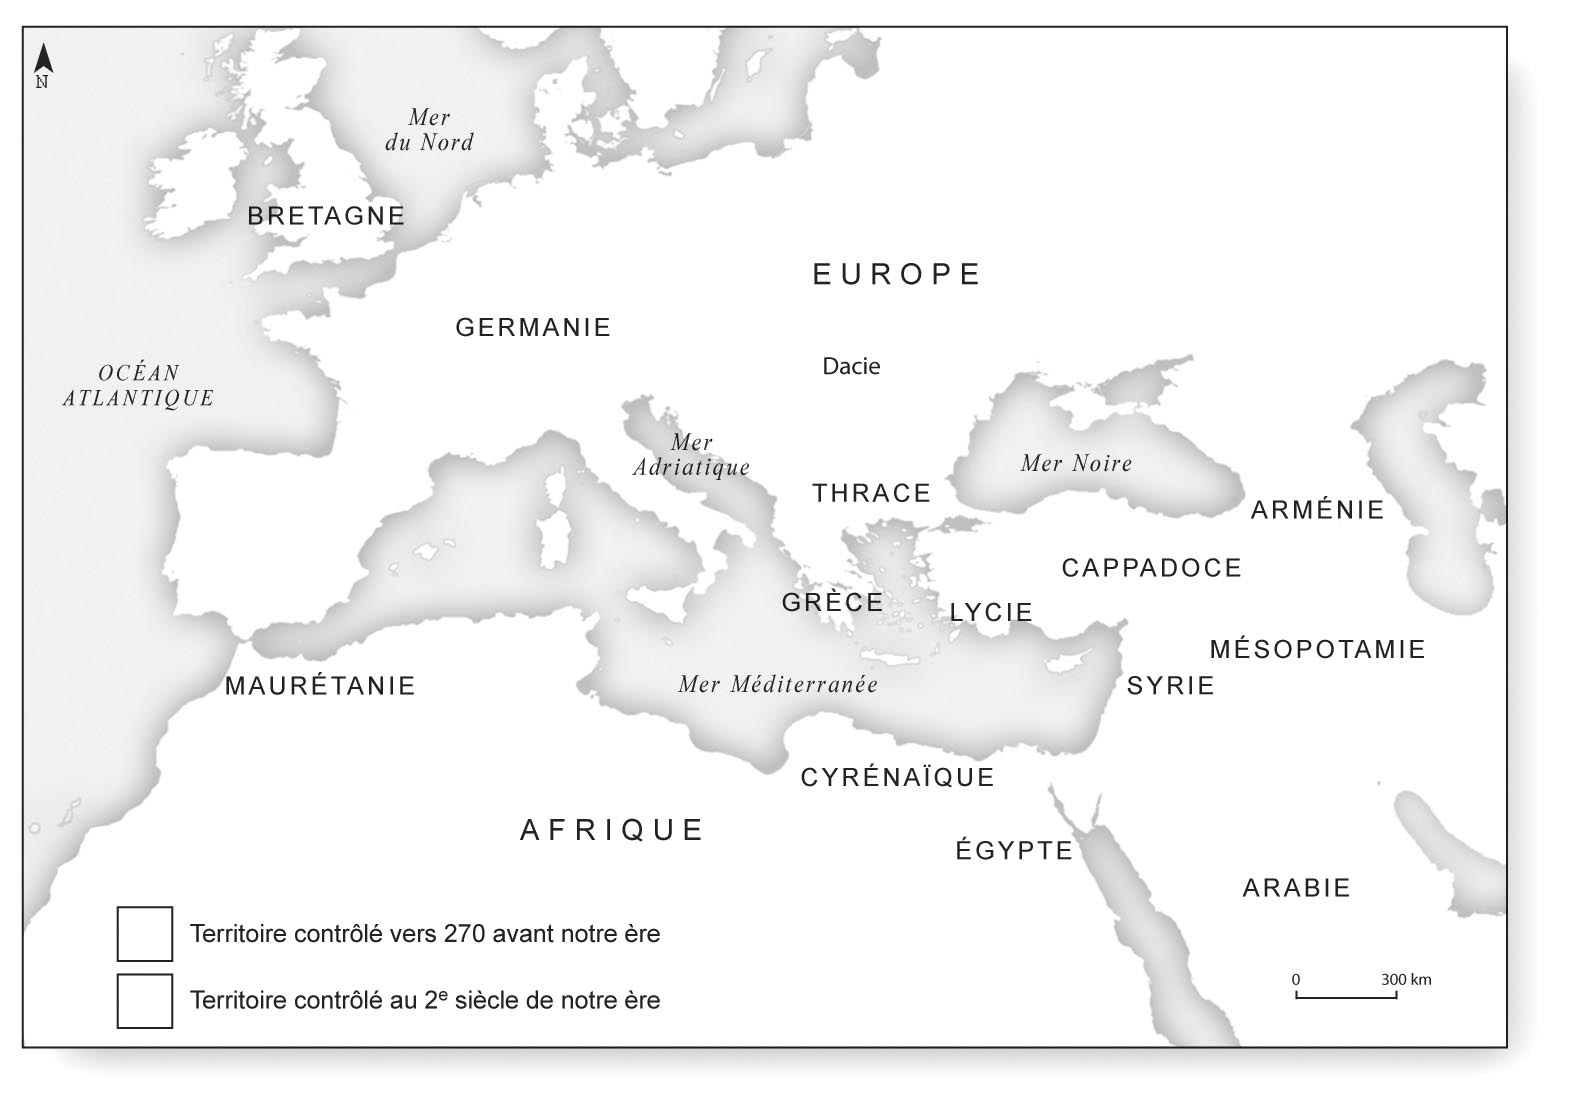 N
Mer
du Nord
BRETAGNE
EUROPE
GERMANIE
Dacie
OCÉAN
ATLANTIQUE
Mer
Adriatique
Mer Noire
THRACE
ARMÉNIE
CAPPADOCE
GRÈCE
LYCIE
MÉSOPOTAMIE
MAURÉTANIE
Mer Méditerranée
SYRIE
CYRÉNAÏQUE
AFRIQUE
ÉGYPTE
ARABIE
Territoire contrôlé vers 270 avant notre ère
Territoire contrôlé au 2e siècle de notre ère
0 300 km